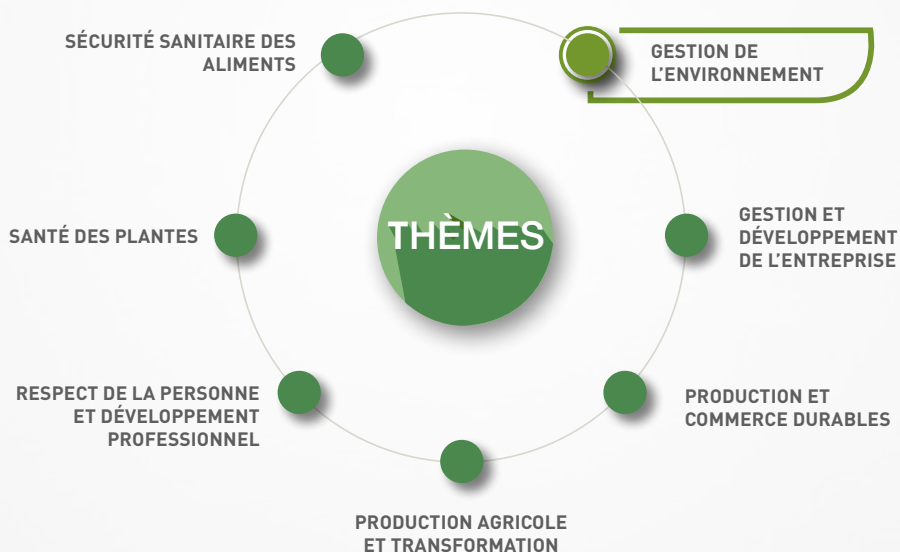 SÉCURITÉ SANITAIRE DES
ALIMENTS
GESTION DE
L'ENVIRONNEMENT
THÈMES
SANTÉ DES PLANTES
GESTION ET
DÉVELOPPEMENT
DE L'ENTREPRISE
RESPECT DE LA PERSONNE
ET DÉVELOPPEMENT
PROFESSIONNEL
PRODUCTION ET
COMMERCE DURABLES
PRODUCTION AGRICOLE
ET TRANSFORMATION